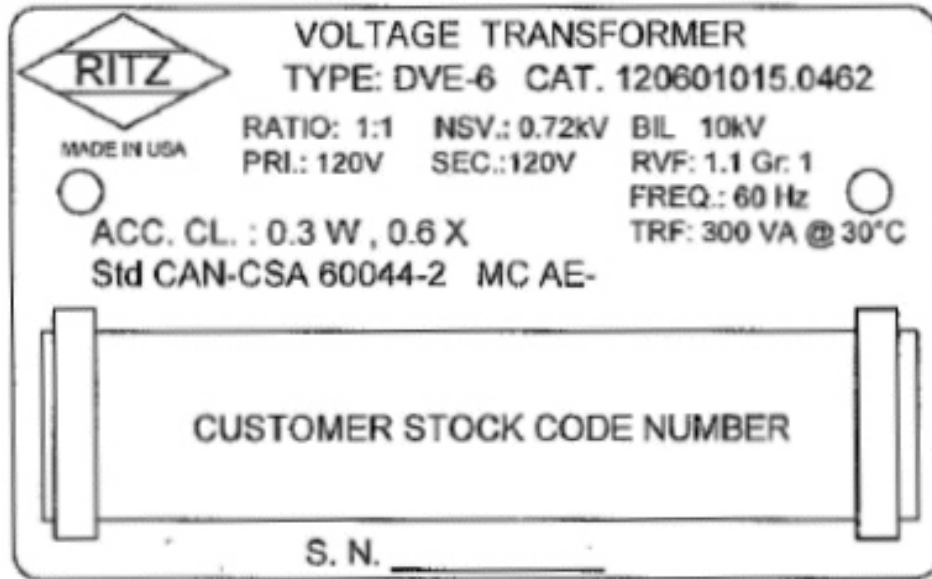 RITZ
MADE IN USA
VOLTAGE TRANSFORMER
TYPE: DVE-6 CAT. 120601015.0462
RATIO: 1:1 NSV.: 0.72kV BIL 10kV
PRI.: 120V SEC.:120V RVF: 1.1 Gr. 1
FREQ.: 60 Hz
ACC. CL. : 0.3 W , 0.6 X TRF: 300 VA @ 30°C
Std CAN-CSA 60044-2 MC AE-
CUSTOMER STOCK CODE NUMBER
S. N.